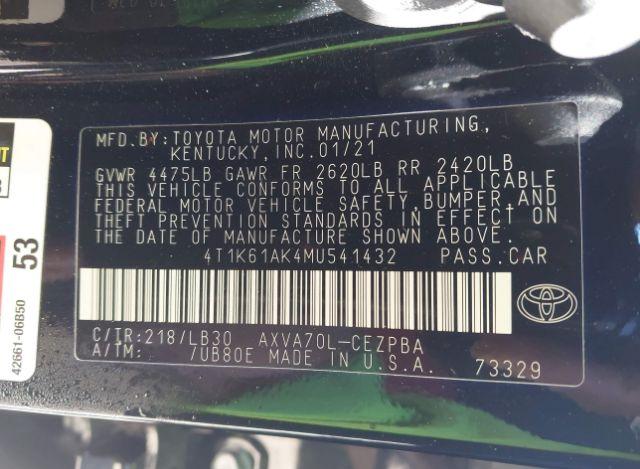 MFD. BY: TOYOTA MOTOR MANUFACTURING,
KENTUCKY, INC. 01/21
GVWR 4475LB GAWR FR 2620LB RR 2420LB
THIS VEHICLE CONFORMS TO ALL APPLICABLE
FEDERAL MOTOR VEHICLE SAFETY, BUMPER, AND
THEFT PREVENTION STANDARDS IN EFFECT ON
THE DATE OF MANUFACTURE SHOWN ABOVE.
4T1K61AK4MU541432 PASS. CAR
C/TR: 218/LB30 AXVA70L-CEZPBA
A/TM: /UB80E MADE IN U.S.A. 73329
53
42661-06B50